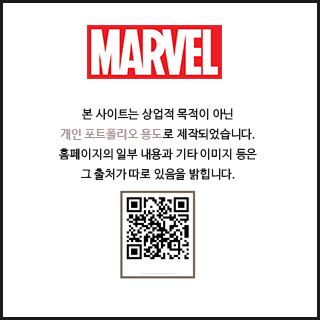 MARVEL
본 사이트는 상업적 목적이 아닌
개인 포트폴리오 용도로 제작되었습니다.
홈페이지의 일부 내용과 기타 이미지 등은
그 출처가 따로 있음을 밝힙니다.